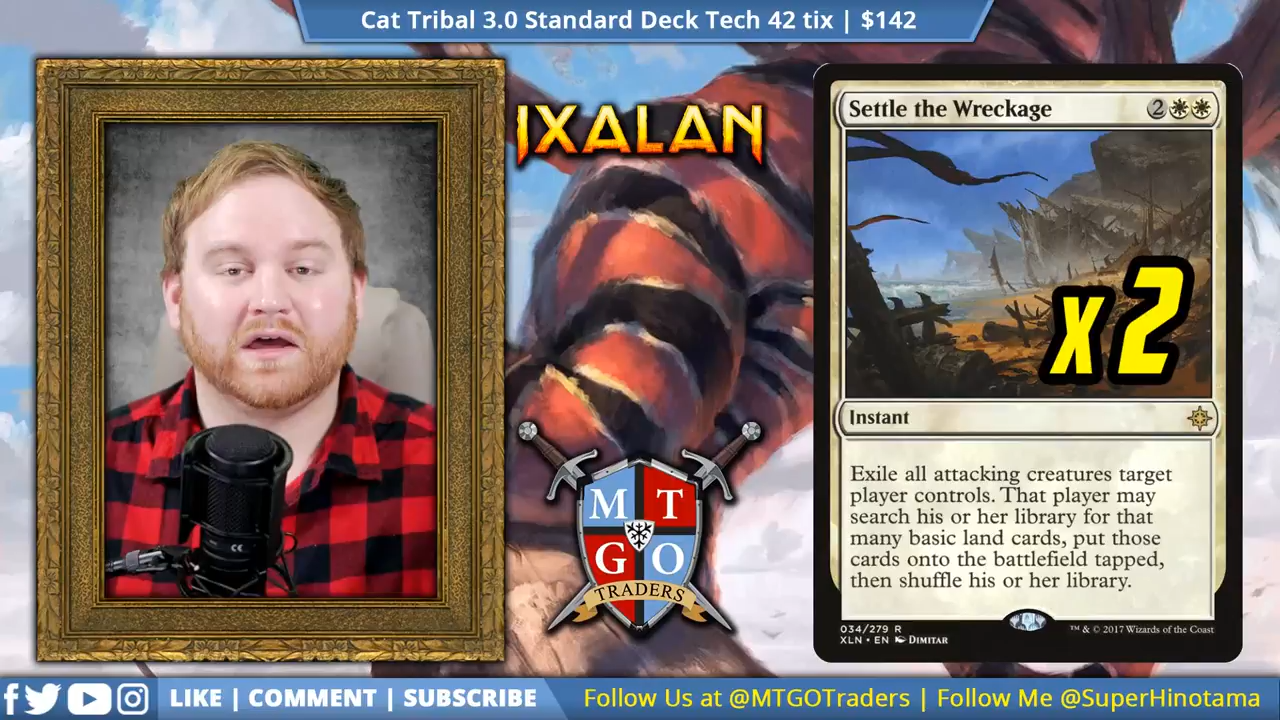 Cat Tribal 3.0 Standard Deck Tech 42 tix | $142
IXALAN
Settle the Wreckage 2
x2
Instant
Exile all attacking creatures target
player controls. That player may
search his or her library for that
many basic land cards, put those
cards onto the battlefield tapped,
then shuffle his or her library.
034/279 R
XLN • EN DIMITAR
™ & © 2017 Wizards of the Coast
M T
G O
TRADERS
LIKE | COMMENT | SUBSCRIBE
Follow Us at @MTGOTraders | Follow Me @SuperHinotama